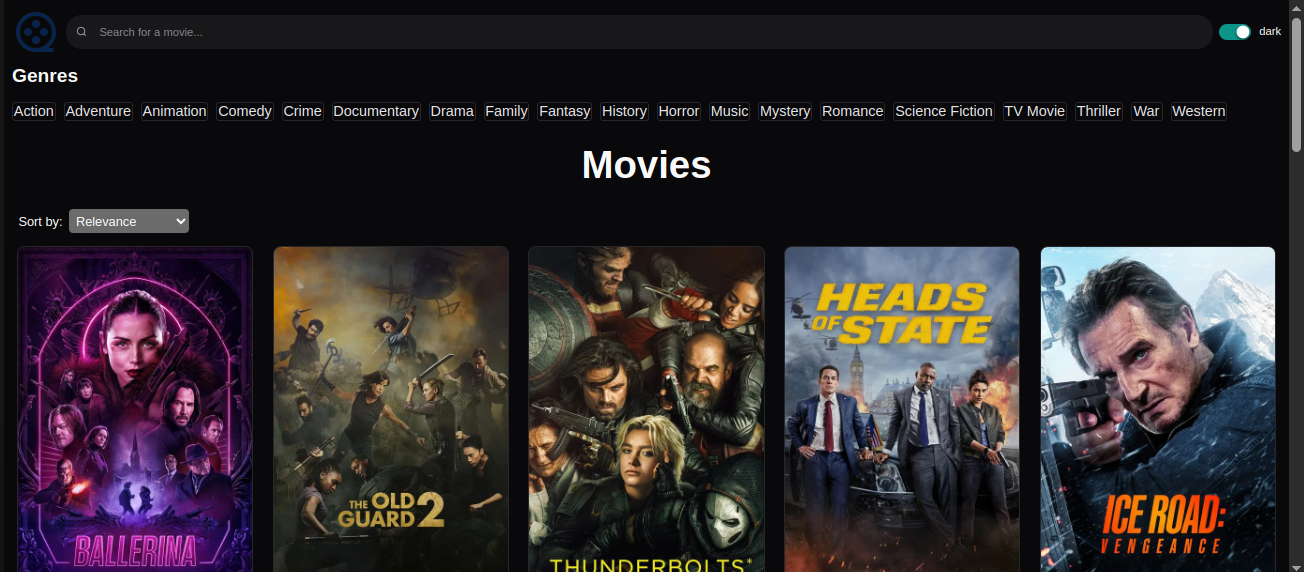 Search for a movie...
dark
Genres
Action Adventure Animation Comedy Crime Documentary Drama Family Fantasy History Horror Music Mystery Romance Science Fiction TV Movie Thriller War Western
Movies
Sort by: Relevance
BALLERINA
THE OLD
GUARD 2
THUNDERBOLTS*
HEADS
OF STATE
ICE ROAD:
VENGEANCE